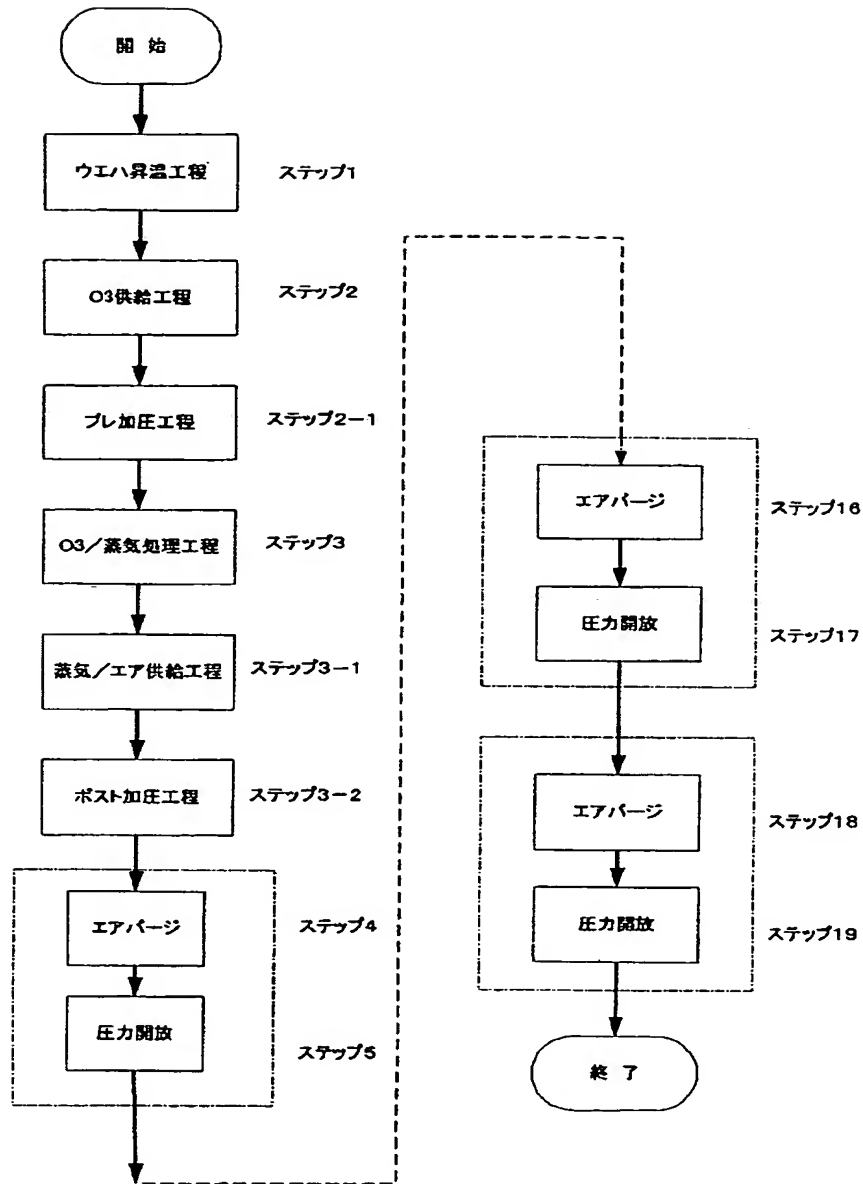 開 始
ウエハ昇温工程 ステップ1
O3供給工程 ステップ2
プレ加圧工程 ステップ2-1
O3/蒸気処理工程 ステップ3
蒸気/エア供給工程 ステップ3-1
ポスト加圧工程 ステップ3-2
エアパージ ステップ4
圧力開放 ステップ5
エアパージ ステップ16
圧力開放 ステップ17
エアパージ ステップ18
圧力開放 ステップ19
終 了